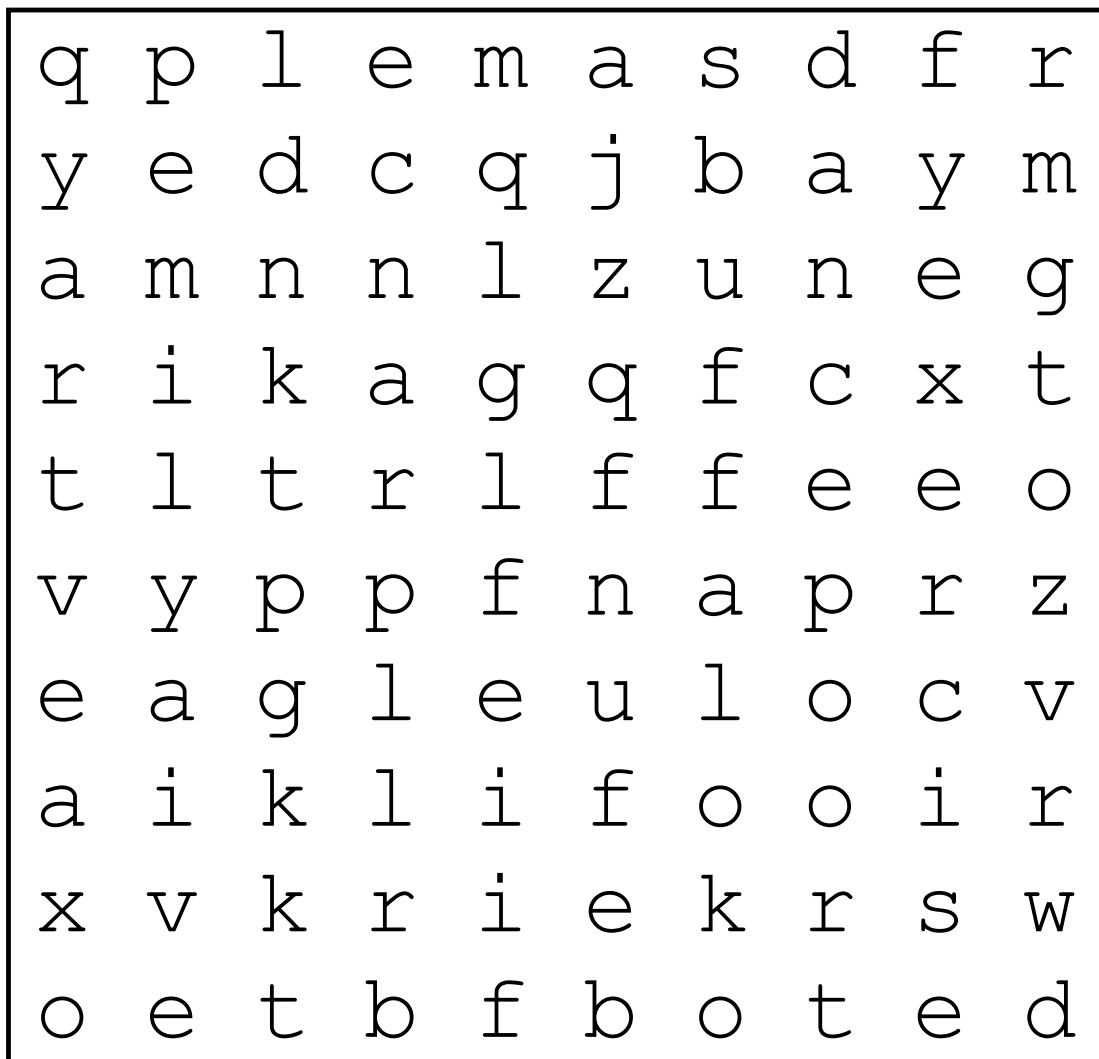 q p l e m a s d f r
y e d c q j b a y m
a m n n l z u n e g
r i k a g q f c x t
t l t r l f f e e o
v y p p f n a p r z
e a g l e u l o c v
a i k l i f o o i r
x v k r i e k r s w
o e t b f b o t e d